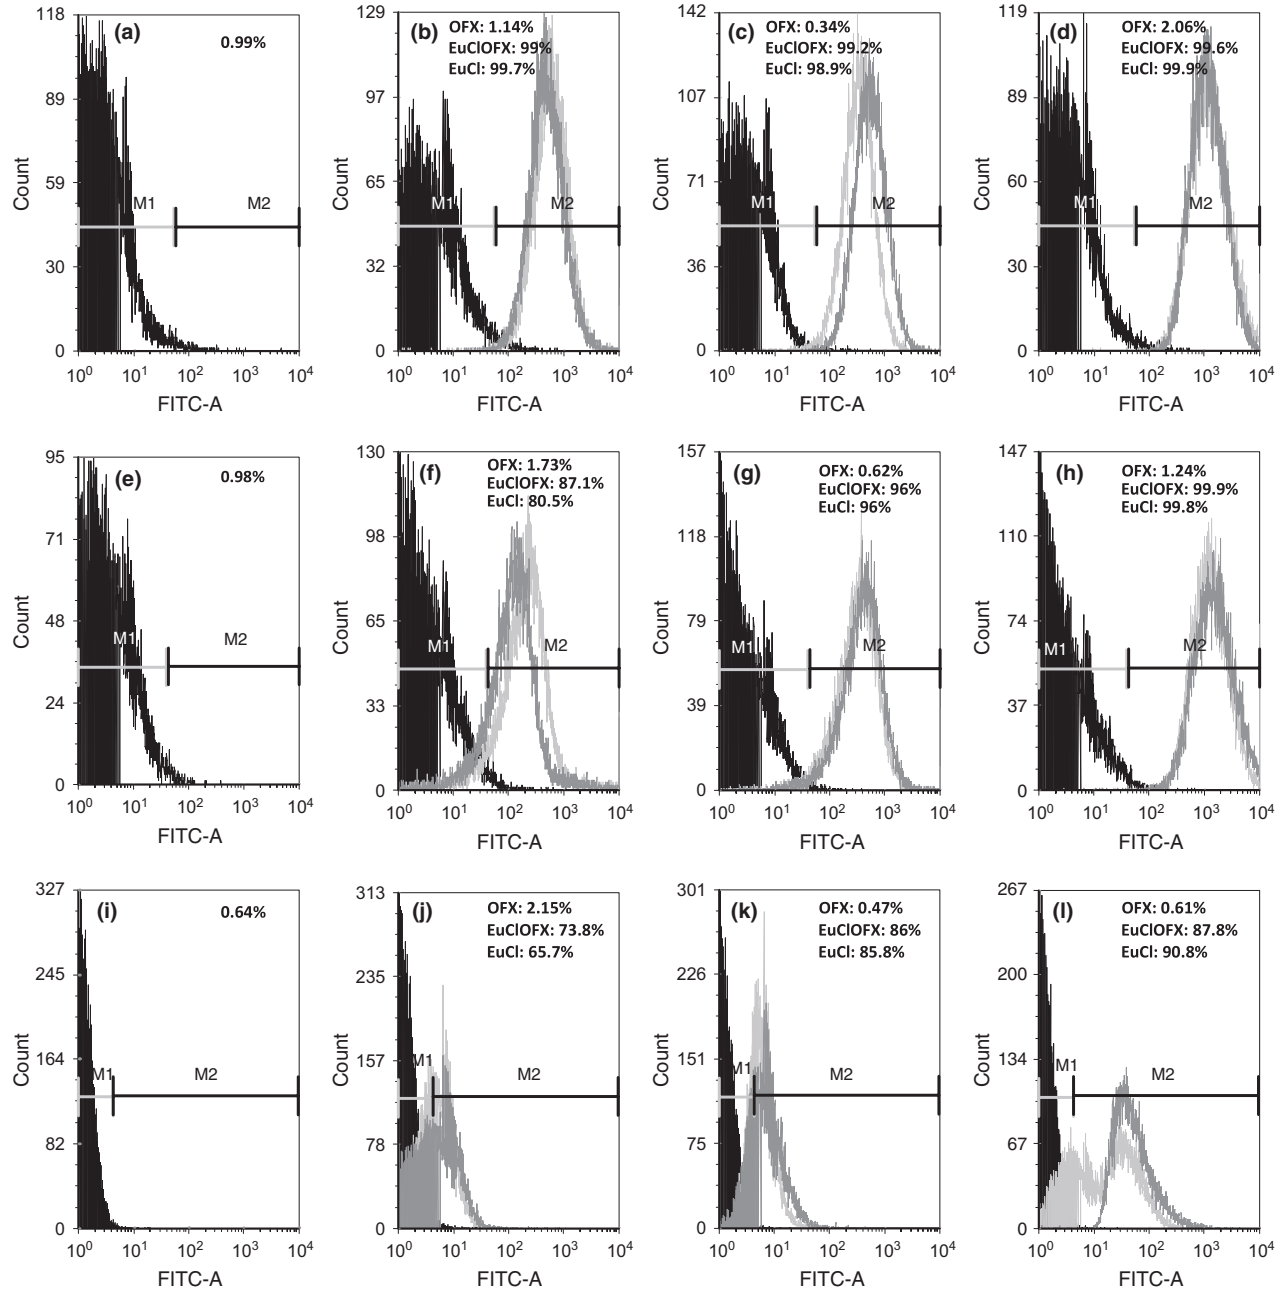 118
89
59
30
0
Count
(a)
0.99%
M1
M2
10⁰ 10¹ 10² 10³ 10⁴
FITC-A
129
97
65
32
0
Count
(b)
OFX: 1.14%
EuClOFX: 99%
EuCl: 99.7%
M1
M2
10⁰ 10¹ 10² 10³ 10⁴
FITC-A
142
107
71
36
0
Count
(c)
OFX: 0.34%
EuClOFX: 99.2%
EuCl: 98.9%
M1
M2
10⁰ 10¹ 10² 10³ 10⁴
FITC-A
119
89
60
30
0
Count
(d)
OFX: 2.06%
EuClOFX: 99.6%
EuCl: 99.9%
M1
M2
10⁰ 10¹ 10² 10³ 10⁴
FITC-A
95
71
48
24
0
Count
(e)
0.98%
M1
M2
10⁰ 10¹ 10² 10³ 10⁴
FITC-A
130
98
65
33
0
Count
(f)
OFX: 1.73%
EuClOFX: 87.1%
EuCl: 80.5%
M1
M2
10⁰ 10¹ 10² 10³ 10⁴
FITC-A
157
118
79
39
0
Count
(g)
OFX: 0.62%
EuClOFX: 96%
EuCl: 96%
M1
M2
10⁰ 10¹ 10² 10³ 10⁴
FITC-A
147
110
74
37
0
Count
(h)
OFX: 1.24%
EuClOFX: 99.9%
EuCl: 99.8%
M1
M2
10⁰ 10¹ 10² 10³ 10⁴
FITC-A
327
245
164
82
0
Count
(i)
0.64%
M1
M2
10⁰ 10¹ 10² 10³ 10⁴
FITC-A
313
235
157
78
0
Count
(j)
OFX: 2.15%
EuClOFX: 73.8%
EuCl: 65.7%
M1
M2
10⁰ 10¹ 10² 10³ 10⁴
FITC-A
301
226
151
75
0
Count
(k)
OFX: 0.47%
EuClOFX: 86%
EuCl: 85.8%
M1
M2
10⁰ 10¹ 10² 10³ 10⁴
FITC-A
267
200
134
67
0
Count
(l)
OFX: 0.61%
EuClOFX: 87.8%
EuCl: 90.8%
M1
M2
10⁰ 10¹ 10² 10³ 10⁴
FITC-A